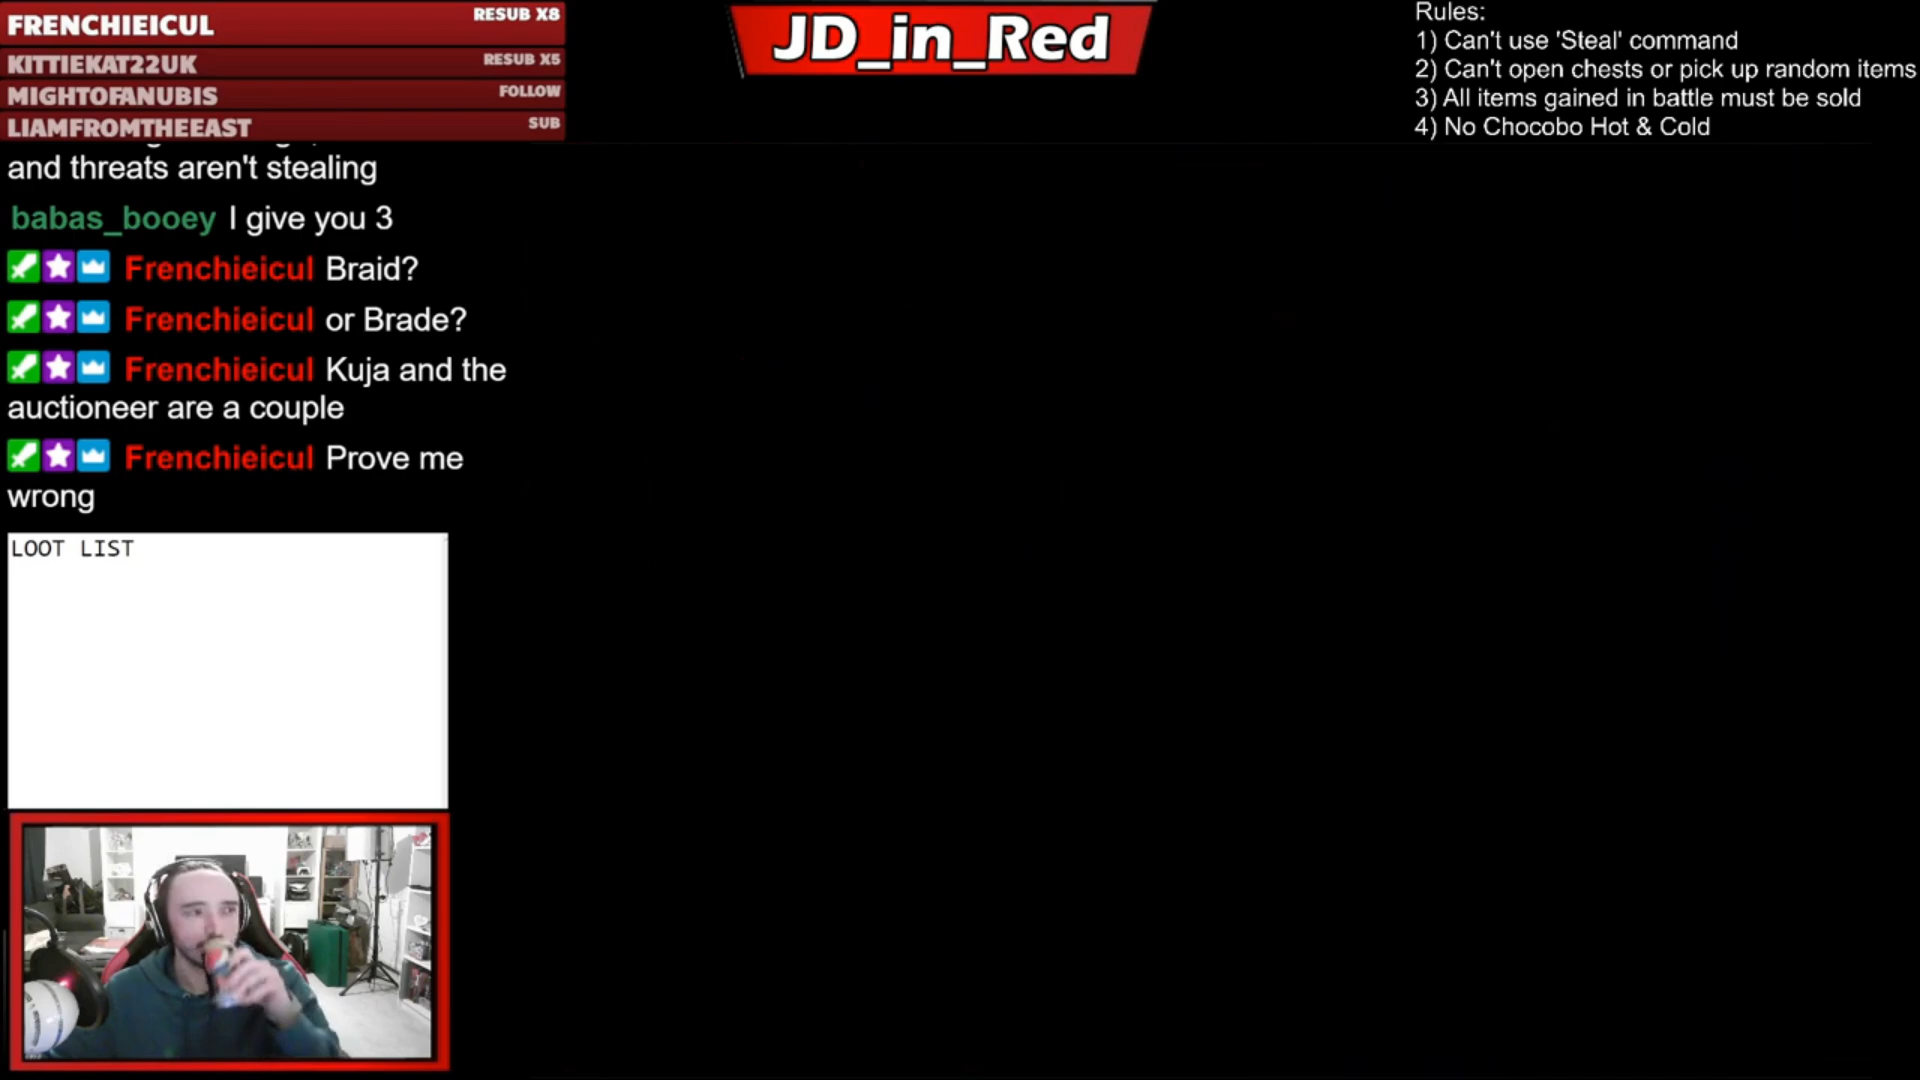 FRENCHIEICUL RESUB X8
KITTIEKAT22UK RESUB X5
MIGHTOFANUBIS FOLLOW
LIAMFROMTHEEAST SUB
JD_in_Red
Rules:
1) Can't use 'Steal' command
2) Can't open chests or pick up random items
3) All items gained in battle must be sold
4) No Chocobo Hot & Cold
and threats aren't stealing
babas_booey I give you 3
Frenchieicul Braid?
Frenchieicul or Brade?
Frenchieicul Kuja and the
auctioneer are a couple
Frenchieicul Prove me
wrong
LOOT LIST